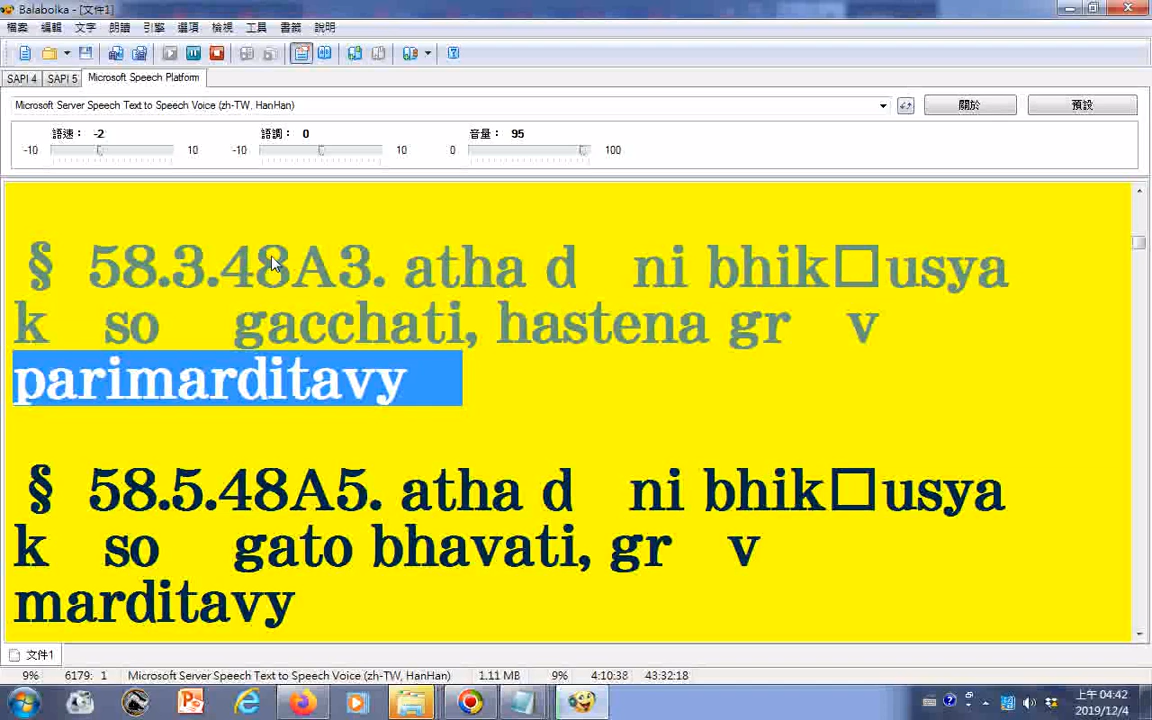 Balabolka - [文件1]
檔案 編輯 文字 朗讀 引擎 選項 檢視 工具 書籤 說明
SAPI 4 SAPI 5 Microsoft Speech Platform
Microsoft Server Speech Text to Speech Voice (zh-TW, HanHan) 關於 預設
語速： -2 語調： 0 音量： 95
-10 10 -10 10 0 100
§ 58.3.48A3. atha d ni bhik□usya
k so gacchati, hastena gr v
parimarditavy
§ 58.5.48A5. atha d ni bhik□usya
k so gato bhavati, gr v
marditavy
文件1
9% 6179: 1 Microsoft Server Speech Text to Speech Voice (zh-TW, HanHan) 1.11 MB 9% 4:10:38 43:32:18
上午 04:42
2019/12/4